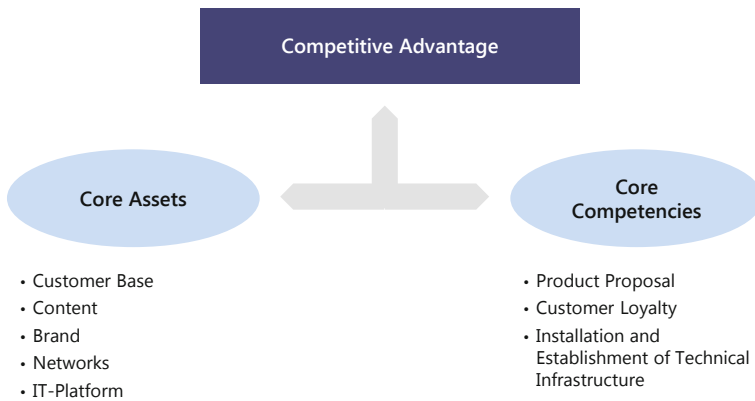 Competitive Advantage
Core Assets
• Customer Base
• Content
• Brand
• Networks
• IT-Platform
Core
Competencies
• Product Proposal
• Customer Loyalty
• Installation and
Establishment of Technical
Infrastructure